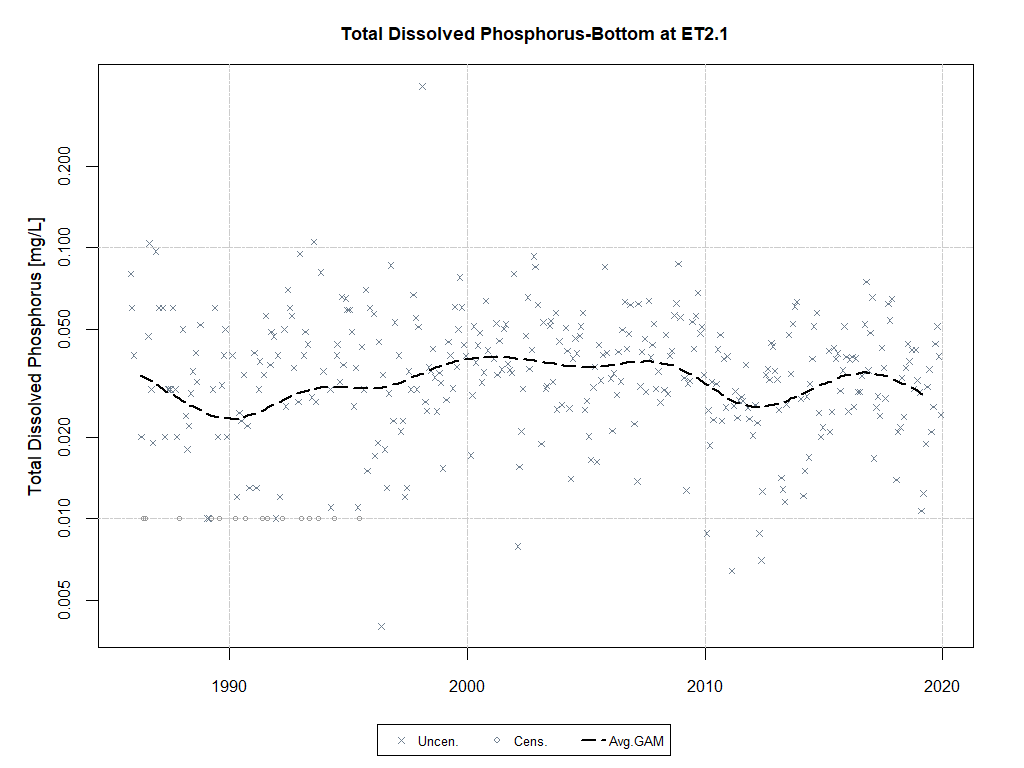 Total Dissolved Phosphorus-Bottom at ET2.1
Total Dissolved Phosphorus [mg/L]
0.200
0.100
0.050
0.020
0.010
0.005
1990 2000 2010 2020
Uncen. Cens. Avg.GAM